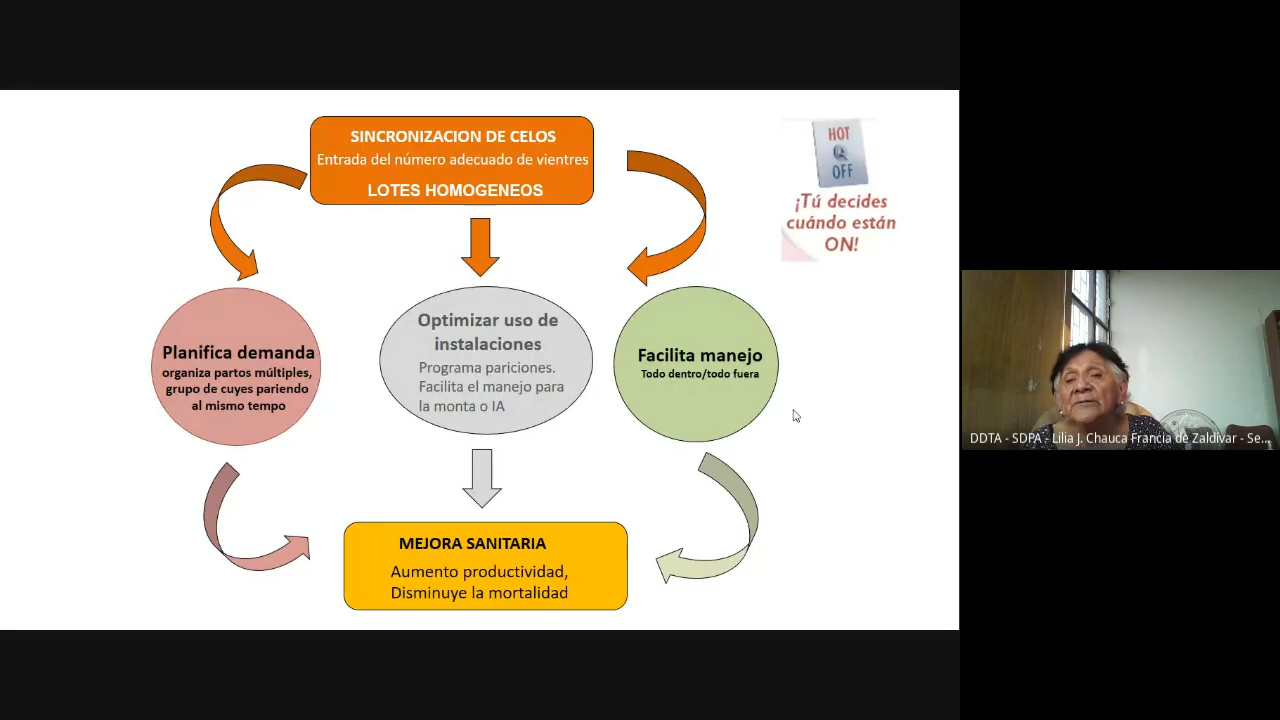 SINCRONIZACION DE CELOS
Entrada del número adecuado de vientres
LOTES HOMOGENEOS
HOT
OFF
¡Tú decides
cuándo están
ON!
Planifica demanda
organiza partos múltiples,
grupo de cuyes pariendo
al mismo tempo
Optimizar uso de
instalaciones
Programa pariciones.
Facilita el manejo para
la monta o IA
Facilita manejo
Todo dentro/todo fuera
MEJORA SANITARIA
Aumento productividad,
Disminuye la mortalidad
DDTA - SDPA - Lilia J. Chauca Francia de Zaldivar - Se...